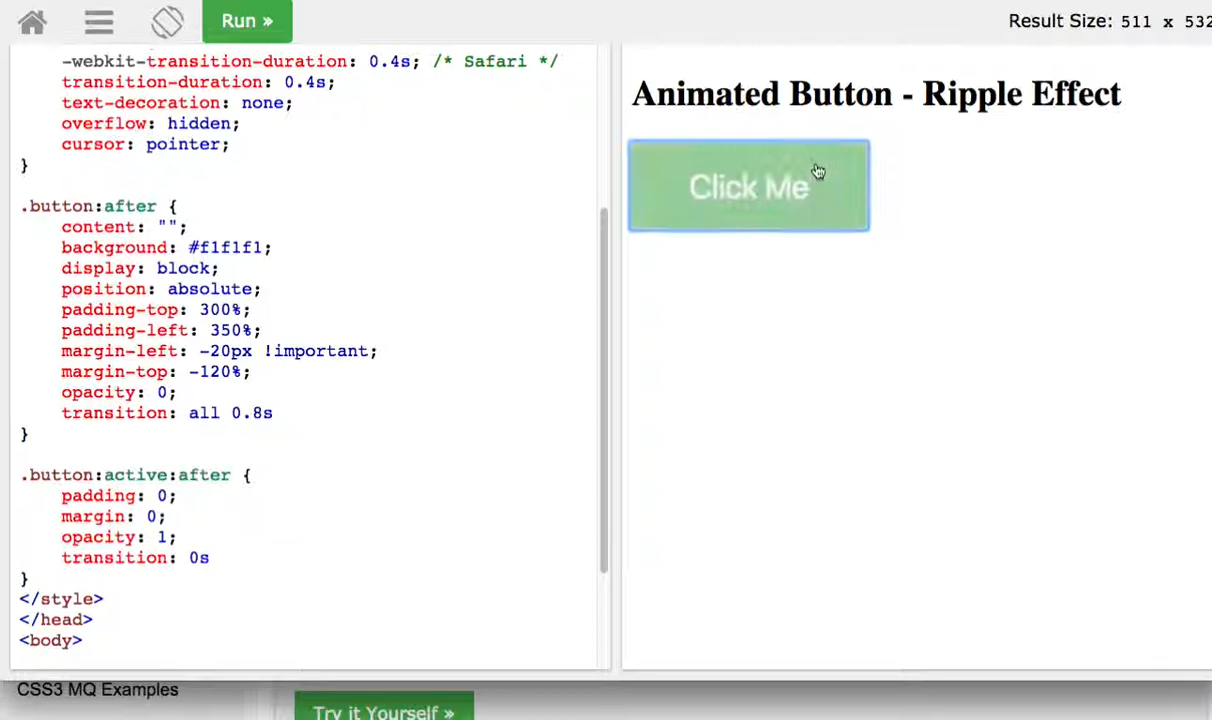 Run »
Result Size: 511 x 532
-webkit-transition-duration: 0.4s; /* Safari */
transition-duration: 0.4s;
text-decoration: none;
overflow: hidden;
cursor: pointer;
}
.button:after {
content: "";
background: #f1f1f1;
display: block;
position: absolute;
padding-top: 300%;
padding-left: 350%;
margin-left: -20px !important;
margin-top: -120%;
opacity: 0;
transition: all 0.8s
}
.button:active:after {
padding: 0;
margin: 0;
opacity: 1;
transition: 0s
}
</style>
</head>
<body>
Animated Button - Ripple Effect
Click Me
CSS3 MQ Examples
Try it Yourself »